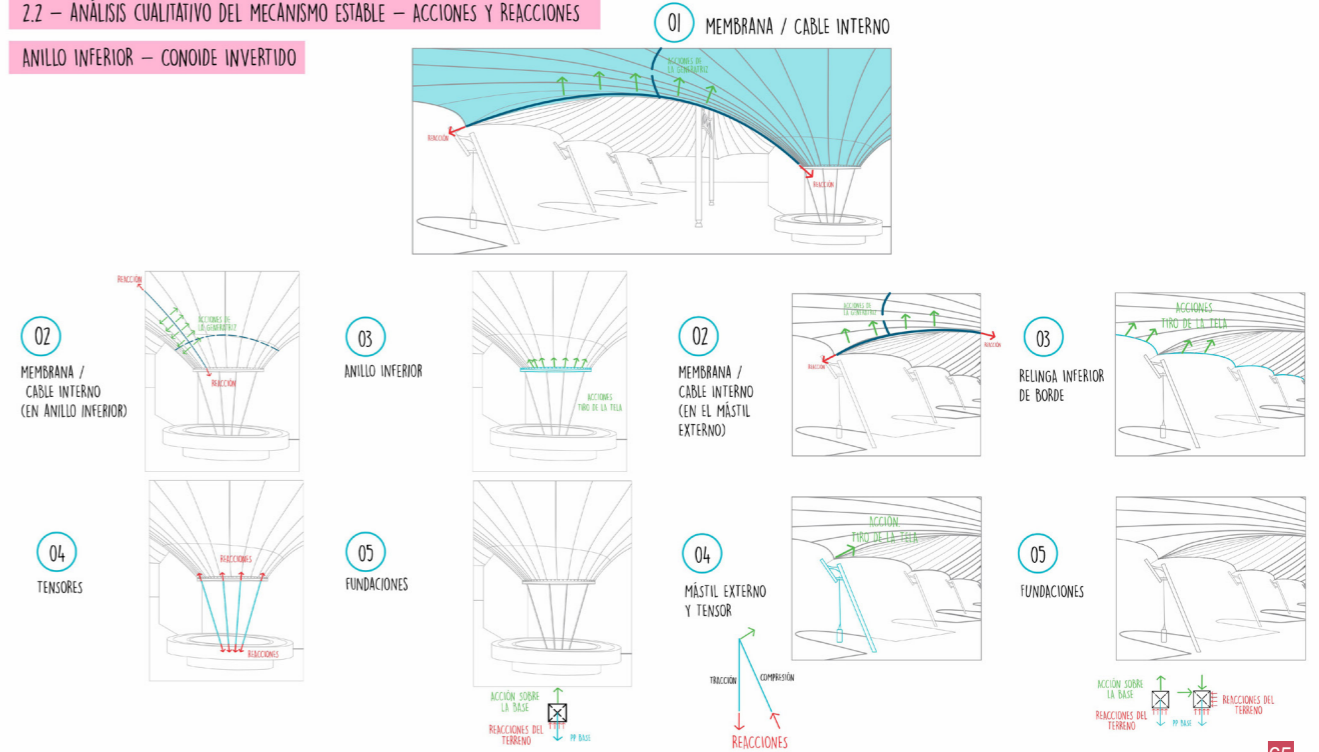 2.2 – ANÁLISIS CUALITATIVO DEL MECANISMO ESTABLE – ACCIONES Y REACCIONES
ANILLO INFERIOR – CONOIDE INVERTIDO
01
MEMBRANA / CABLE INTERNO
ACCIONES DE
LA GENERATRIZ
REACCIÓN
REACCIÓN
02
MEMBRANA /
CABLE INTERNO
(EN ANILLO INFERIOR)
REACCIÓN
ACCIONES DE
LA GENERATRIZ
REACCIÓN
03
ANILLO INFERIOR
ACCIONES
TIRO DE LA TELA
02
MEMBRANA /
CABLE INTERNO
(EN EL MÁSTIL
EXTERNO)
ACCIONES DE
LA GENERATRIZ
REACCIÓN
REACCIÓN
03
RELINGA INFERIOR
DE BORDE
ACCIONES
TIRO DE LA TELA
04
TENSORES
REACCIONES
REACCIONES
05
FUNDACIONES
ACCIÓN SOBRE
LA BASE
REACCIONES DEL
TERRENO
PP BASE
04
MÁSTIL EXTERNO
Y TENSOR
ACCIÓN:
TIRO DE LA TELA
TRACCIÓN
COMPRESIÓN
REACCIONES
05
FUNDACIONES
ACCIÓN SOBRE
LA BASE
REACCIONES DEL
TERRENO
PP BASE
REACCIONES DEL
TERRENO